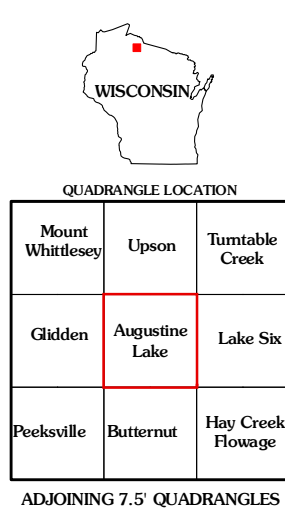 WISCONSIN
QUADRANGLE LOCATION
Mount
Whittlesey
Upson
Turntable
Creek
Glidden
Augustine
Lake
Lake Six
Peeksville
Butternut
Hay Creek
Flowage
ADJOINING 7.5' QUADRANGLES